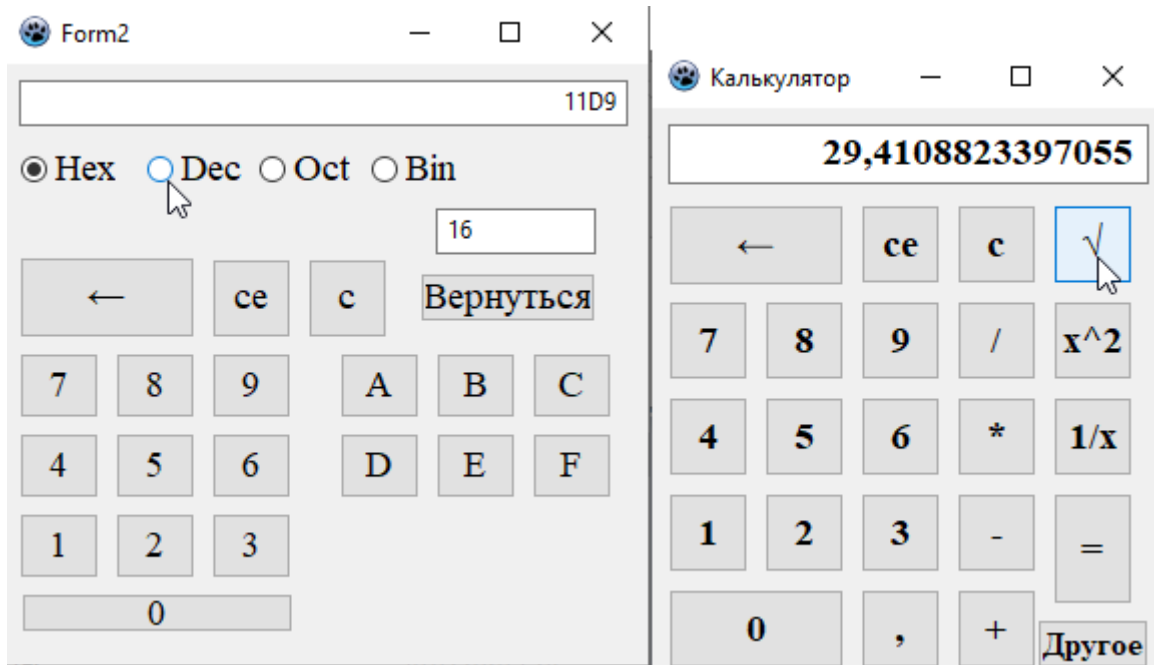 Form2
11D9
Hex Dec Oct Bin
16
← ce c Вернуться
7 8 9 A B C
4 5 6 D E F
1 2 3
0
Калькулятор
29,4108823397055
← ce c √
7 8 9 / x^2
4 5 6 * 1/x
1 2 3 - =
0 , + Другое